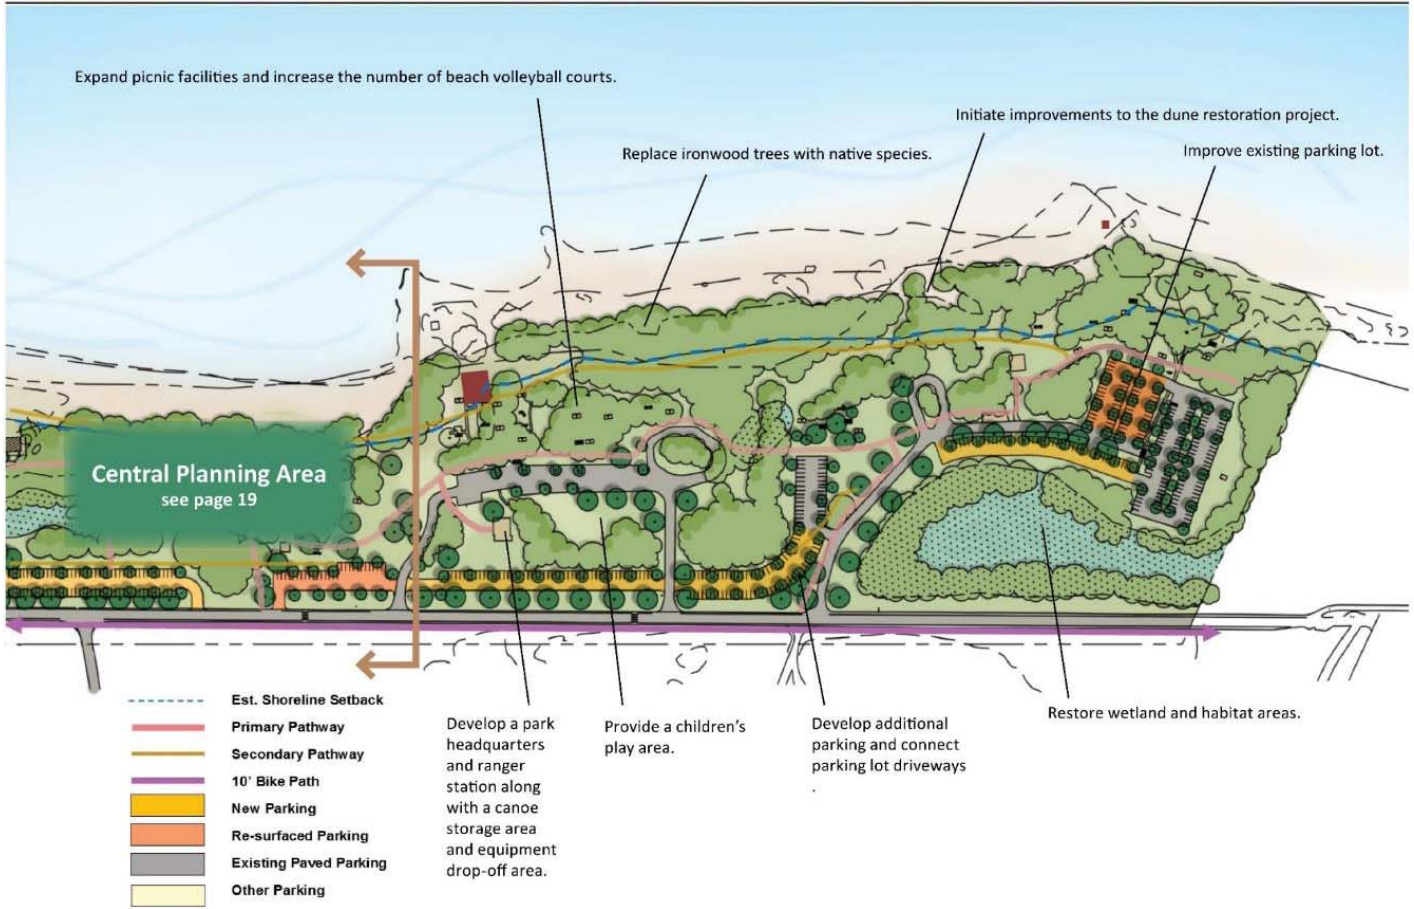 Expand picnic facilities and increase the number of beach volleyball courts.
Initiate improvements to the dune restoration project.
Replace ironwood trees with native species.
Improve existing parking lot.
Central Planning Area
see page 19
Est. Shoreline Setback
Primary Pathway
Secondary Pathway
10' Bike Path
New Parking
Re-surfaced Parking
Existing Paved Parking
Other Parking
Develop a park
headquarters
and ranger
station along
with a canoe
storage area
and equipment
drop-off area.
Provide a children’s
play area.
Develop additional
parking and connect
parking lot driveways
.
Restore wetland and habitat areas.